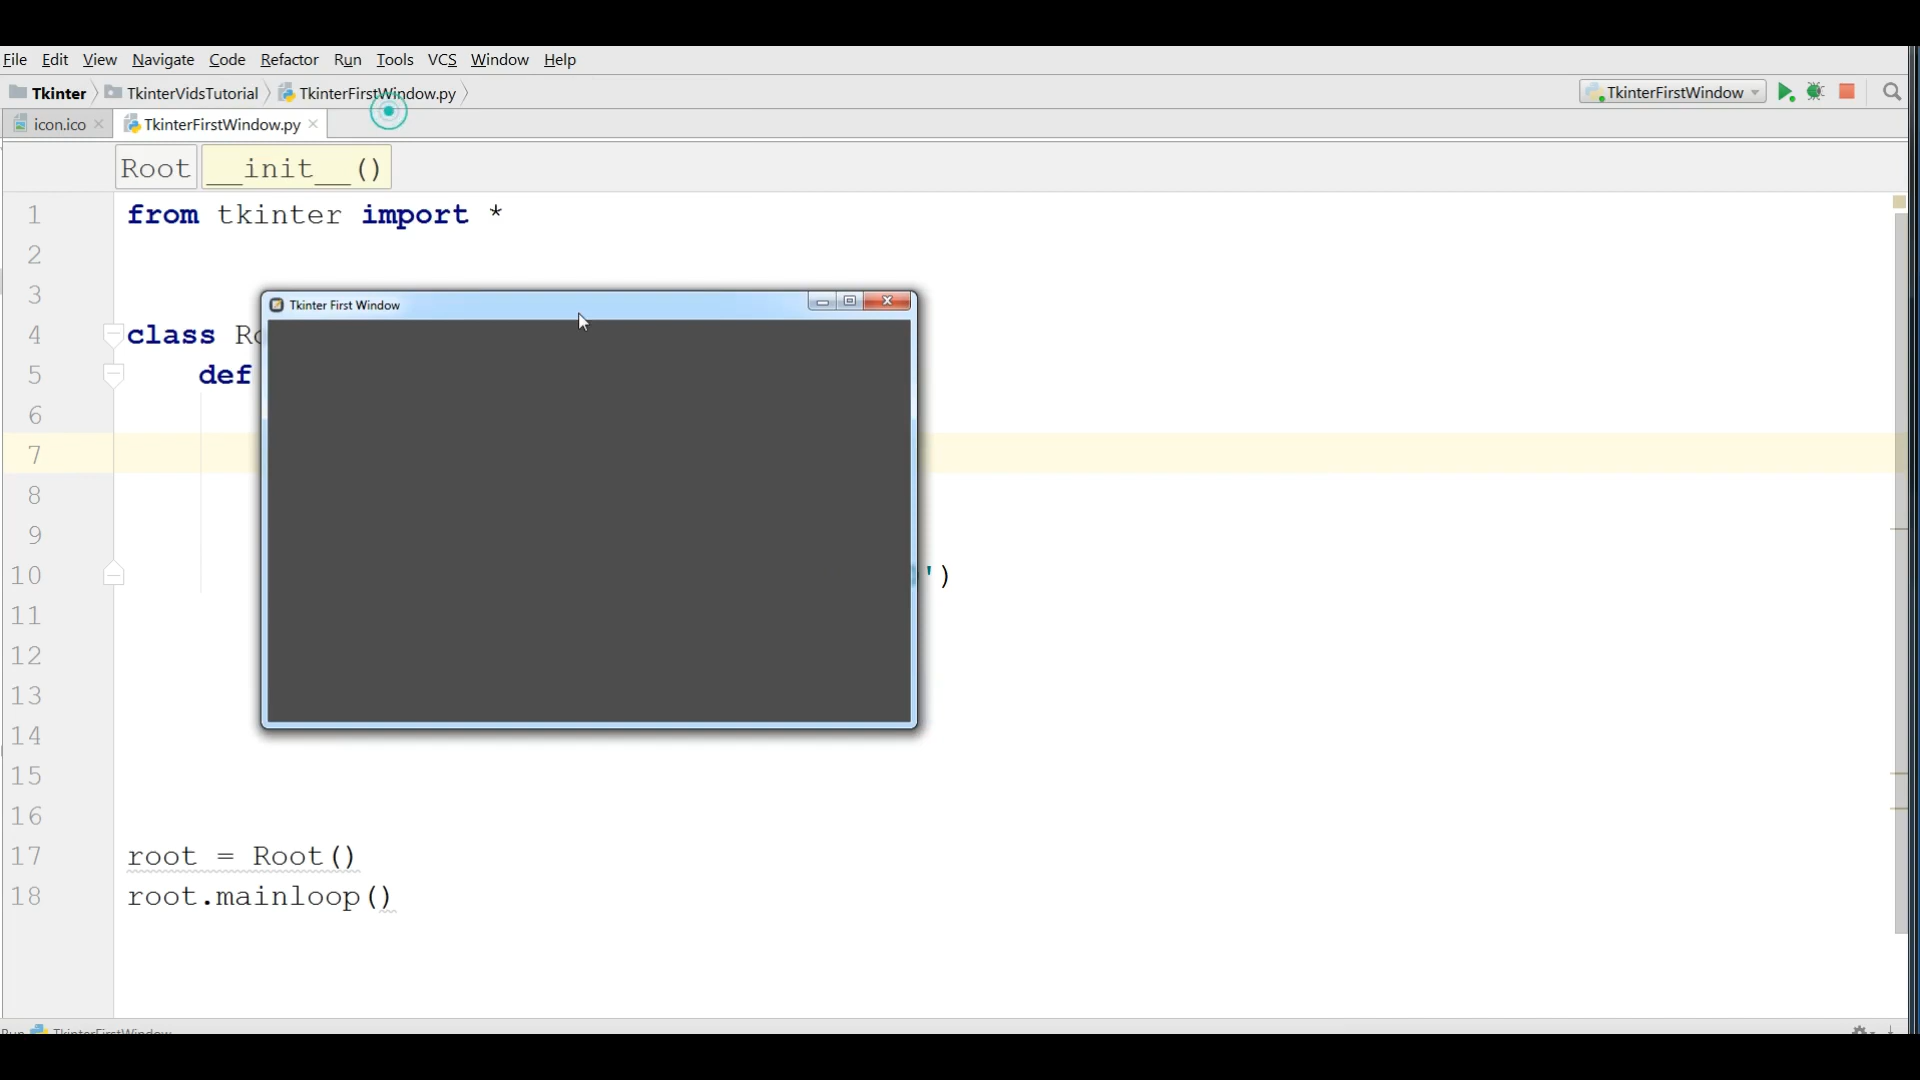 File Edit View Navigate Code Refactor Run Tools VCS Window Help
Tkinter TkinterVidsTutorial TkinterFirstWindow.py TkinterFirstWindow
icon.ico TkinterFirstWindow.py
Root __init__()
1 from tkinter import *
2
3
Tkinter First Window
4 class
5 def
6
7
8
9
10 ')
11
12
13
14
15
16
17 root = Root()
18 root.mainloop()